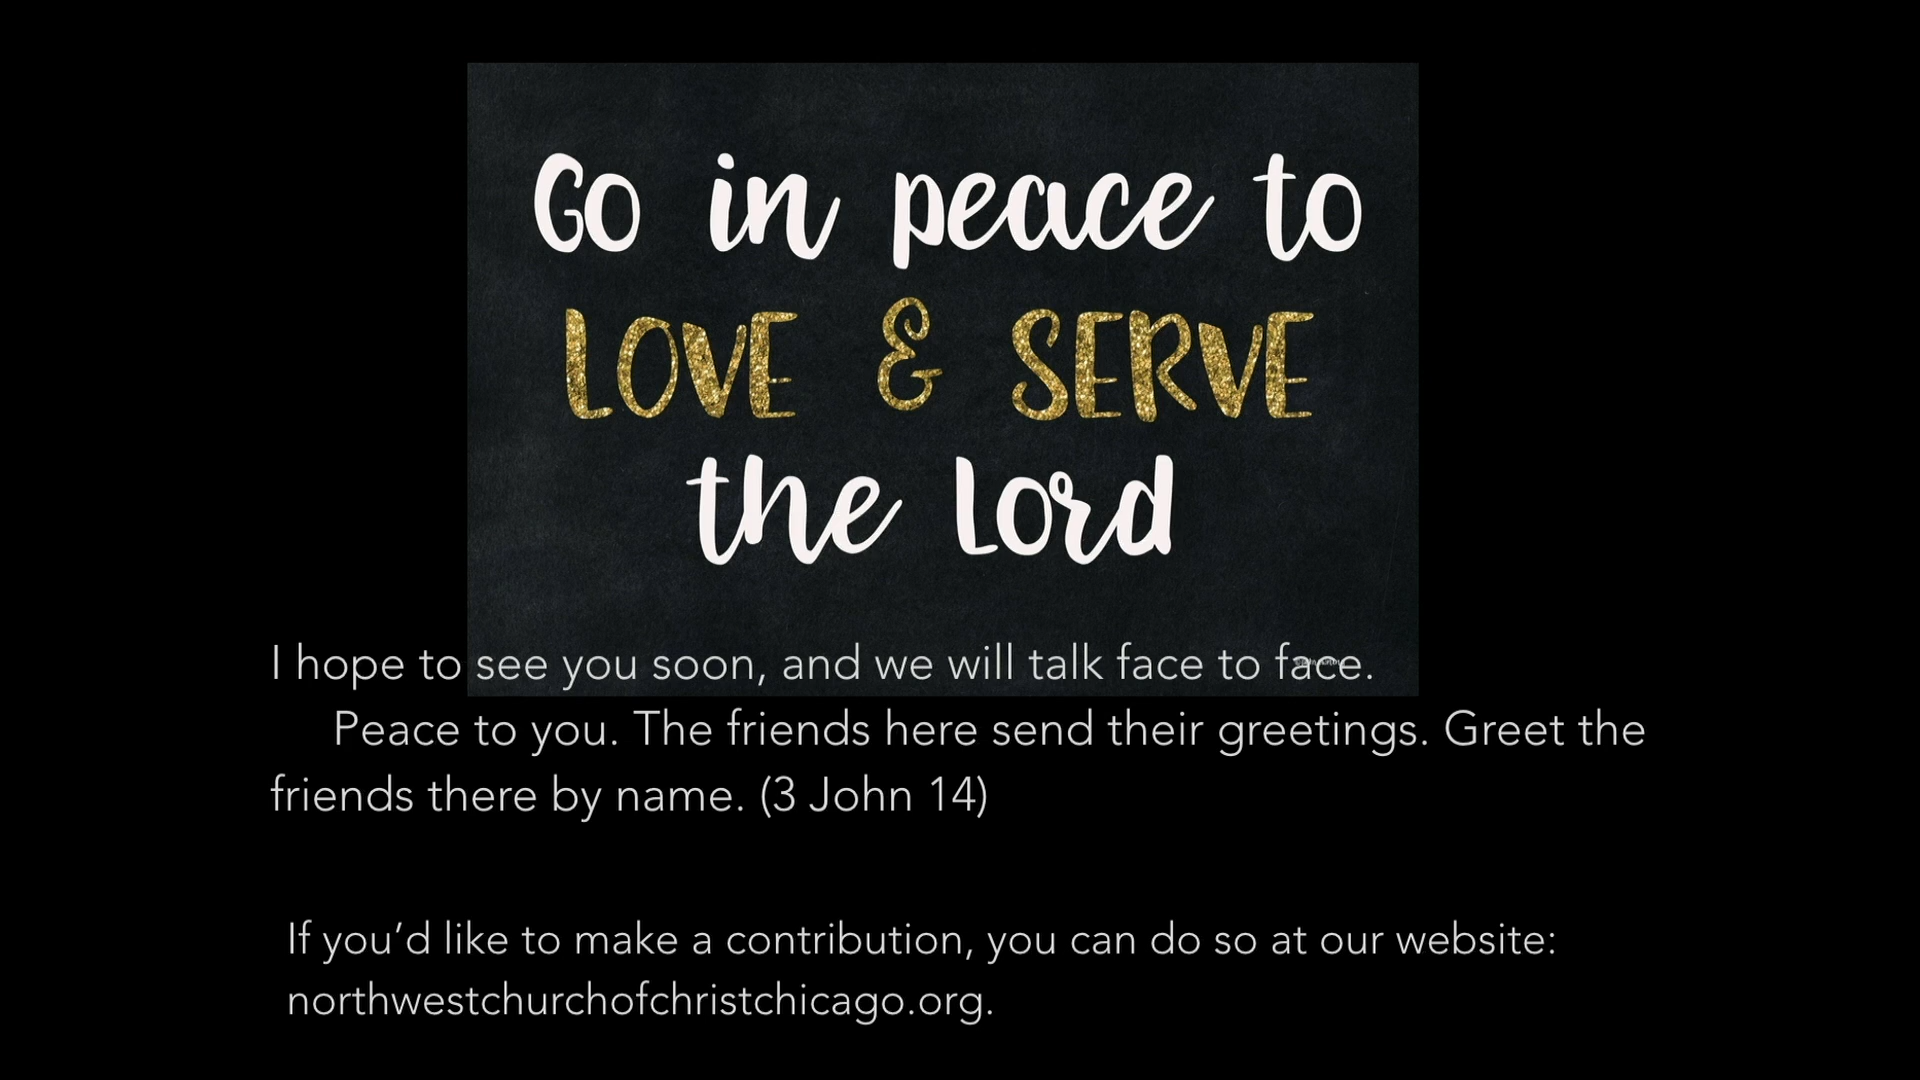 Go in peace to
LOVE & SERVE
the Lord
I hope to see you soon, and we will talk face to face.
Peace to you. The friends here send their greetings. Greet the
friends there by name. (3 John 14)
If you’d like to make a contribution, you can do so at our website:
northwestchurchofchristchicago.org.